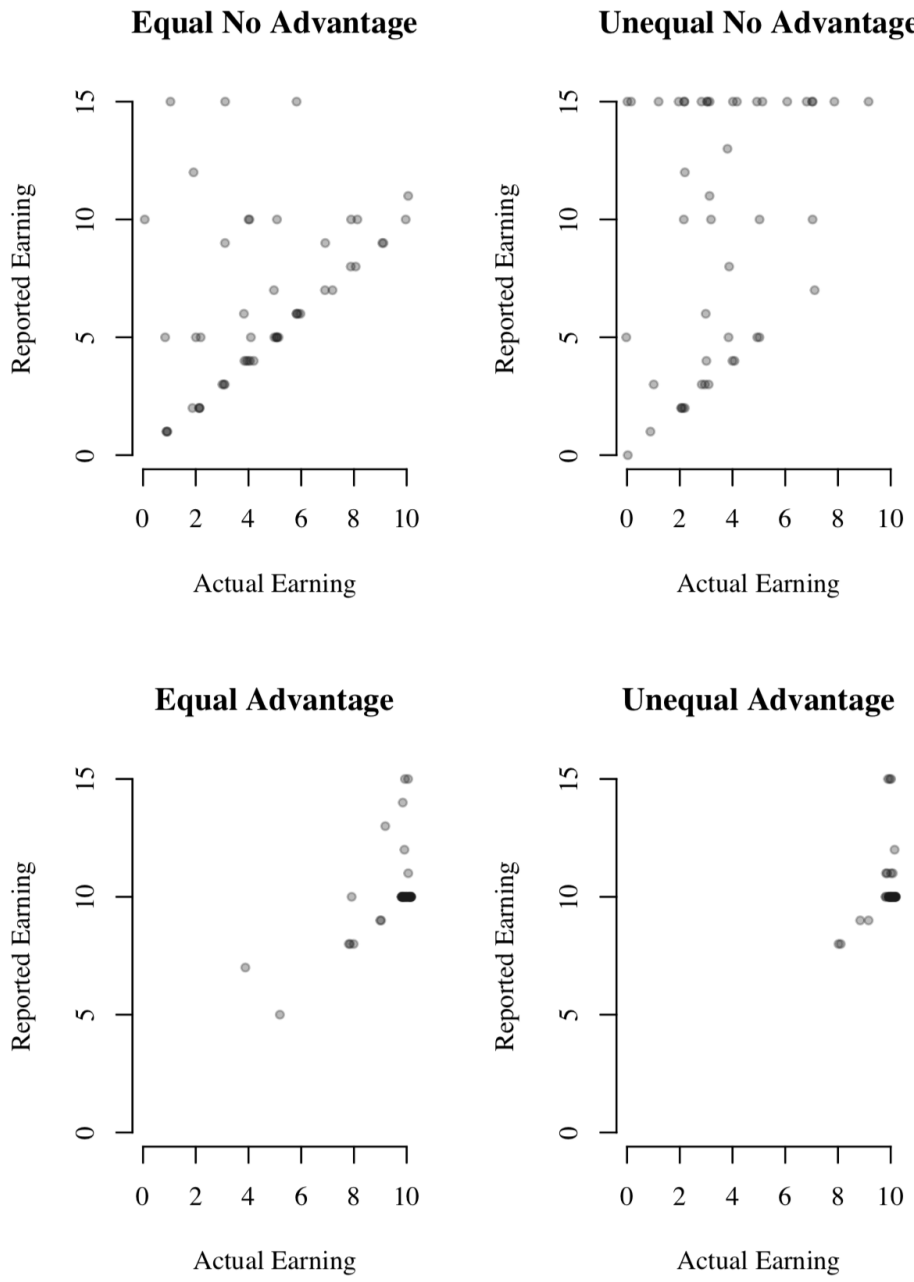 Equal No Advantage
Reported Earning
15
10
5
0
0 2 4 6 8 10
Actual Earning
Unequal No Advantage
Reported Earning
15
10
5
0
0 2 4 6 8 10
Actual Earning
Equal Advantage
Reported Earning
15
10
5
0
0 2 4 6 8 10
Actual Earning
Unequal Advantage
Reported Earning
15
10
5
0
0 2 4 6 8 10
Actual Earning